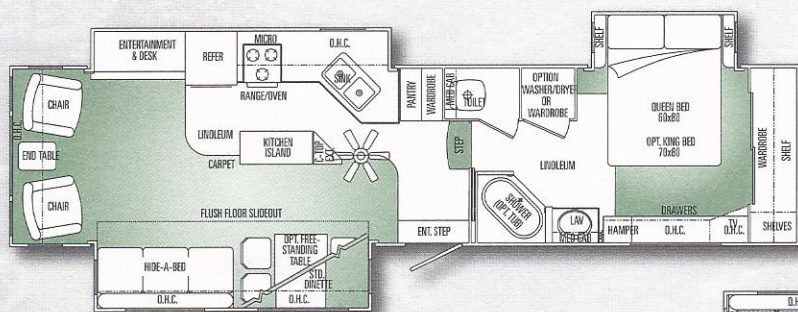 ENTERTAINMENT
& DESK
REFER
MICRO
O.H.C.
SINK
RANGE/OVEN
CHAIR
O.H.C.
END TABLE
CHAIR
LINOLEUM
CARPET
KITCHEN
ISLAND
C-TOP
EXT.
PANTRY
WARDROBE
MED CAB
TOILET
OPTION
WASHER/DRYER
OR
WARDROBE
STEP
SHELF
SHELF
QUEEN BED
60x80
OPT. KING BED
70x80
WARDROBE
SHELF
LINOLEUM
FLUSH FLOOR SLIDEOUT
HIDE-A-BED
O.H.C.
OPT. FREE-
STANDING
TABLE
STD.
DINETTE
O.H.C.
ENT. STEP
SHOWER
(OPT. TUB)
LAV
MED CAB
HAMPER
DRAWERS
O.H.C.
TV
O.H.C.
SHELVES